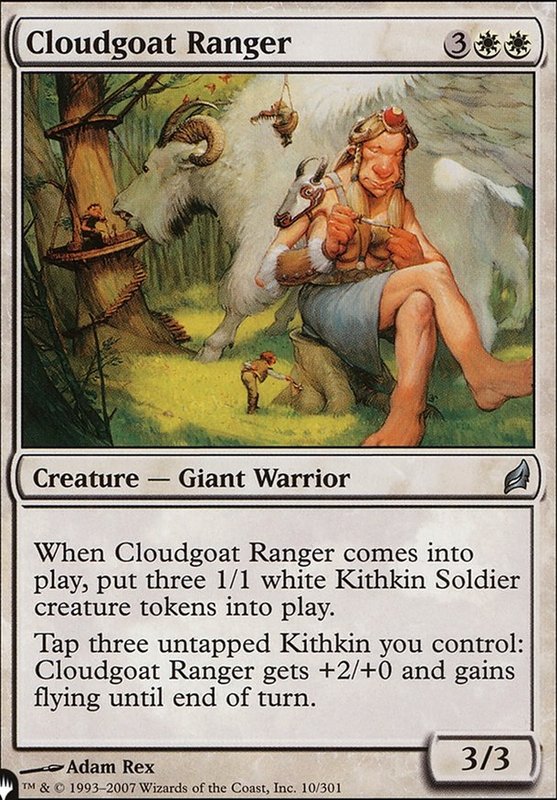 Cloudgoat Ranger 3
Creature — Giant Warrior
When Cloudgoat Ranger comes into
play, put three 1/1 white Kithkin Soldier
creature tokens into play.
Tap three untapped Kithkin you control:
Cloudgoat Ranger gets +2/+0 and gains
flying until end of turn.
3/3
Adam Rex
™ & © 1993–2007 Wizards of the Coast, Inc. 10/301